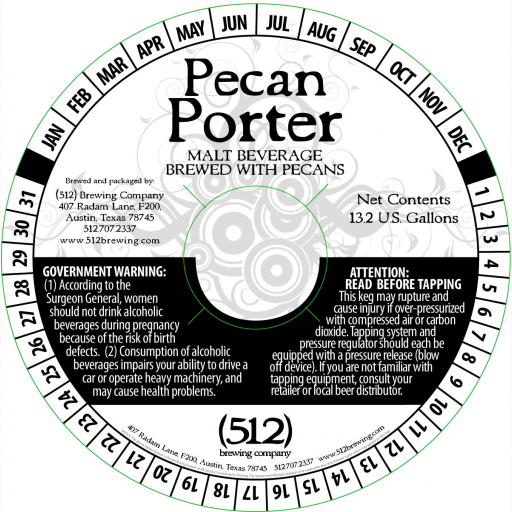 JAN FEB MAR APR MAY JUN JUL AUG SEP OCT NOV DEC
Pecan
Porter
MALT BEVERAGE
BREWED WITH PECANS
Brewed and packaged by:
(512) Brewing Company
407 Radam Lane, F200,
Austin, Texas 78745
512.707.2337
www.512brewing.com
Net Contents
13.2 U.S. Gallons
GOVERNMENT WARNING:
(1) According to the
Surgeon General, women
should not drink alcoholic
beverages during pregnancy
because of the risk of birth
defects. (2) Consumption of alcoholic
beverages impairs your ability to drive a
car or operate heavy machinery, and
may cause health problems.
ATTENTION:
READ BEFORE TAPPING
This keg may rupture and
cause injury if over-pressurized
with compressed air or carbon
dioxide. Tapping system and
pressure regulator should each be
equipped with a pressure release (blow
off device). If you are not familiar with
tapping equipment, consult your
retailer or local beer distributor.
(512)
brewing company
407 Radam Lane, F200, Austin, Texas 78745 512.707.2337 www.512brewing.com
1 2 3 4 5 6 7 8 9 10 11 12 13 14 15 16 17 18 19 20 21 22 23 24 25 26 27 28 29 30 31